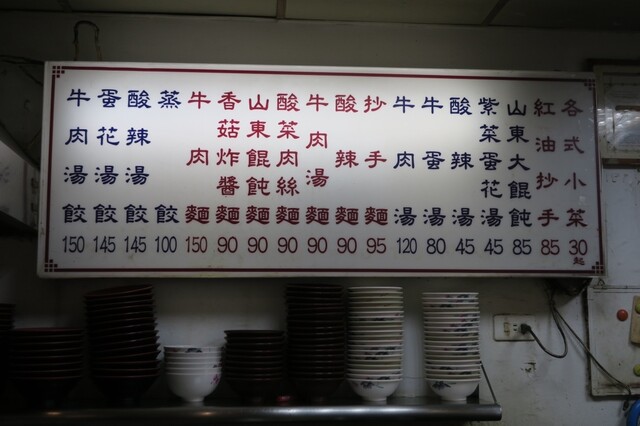 牛肉湯餃 150
蛋花湯餃 145
酸辣湯餃 145
蒸餃 100
牛肉麵 150
香菇炸醬麵 90
山東餛飩麵 90
酸菜肉絲麵 90
牛肉湯麵 90
酸辣麵 90
抄手麵 95
牛肉湯 120
牛蛋湯 80
酸辣湯 45
紫菜蛋花湯 45
山東大餛飩 85
紅油抄手 85
各式小菜 30起